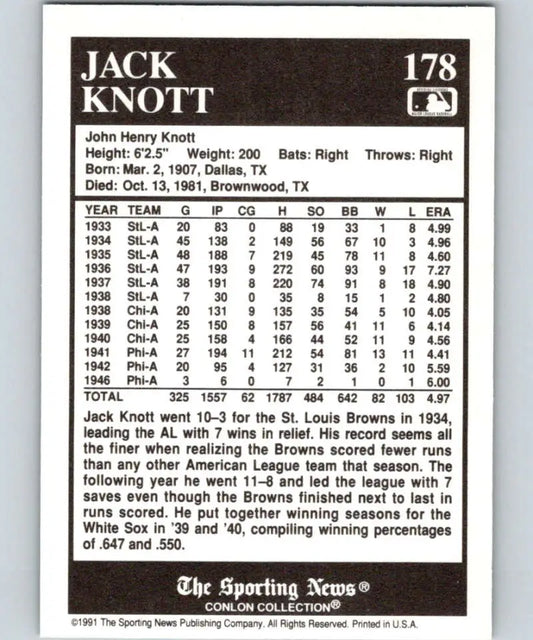 JACK 178
KNOTT
John Henry Knott
Height: 6'2.5" Weight: 200 Bats: Right Throws: Right
Born: Mar. 2, 1907, Dallas, TX
Died: Oct. 13, 1981, Brownwood, TX
YEAR TEAM G IP CG H SO BB W L ERA
1933 StL-A 20 83 0 88 19 33 1 8 4.99
1934 StL-A 45 138 2 149 56 67 10 3 4.96
1935 StL-A 48 188 7 219 45 78 11 8 4.60
1936 StL-A 47 193 9 272 60 93 9 17 7.27
1937 StL-A 38 191 8 220 74 91 8 18 4.90
1938 StL-A 7 30 0 35 8 15 1 2 4.80
1938 Chi-A 20 131 9 135 35 54 5 10 4.05
1939 Chi-A 25 150 8 157 56 41 11 6 4.14
1940 Chi-A 25 158 4 166 44 52 11 9 4.56
1941 Phi-A 27 194 11 212 54 81 13 11 4.41
1942 Phi-A 20 95 4 127 31 36 2 10 5.59
1946 Phi-A 3 6 0 7 2 1 0 1 6.00
TOTAL 325 1557 62 1787 484 642 82 103 4.97
Jack Knott went 10–3 for the St. Louis Browns in 1934,
leading the AL with 7 wins in relief. His record seems all
the finer when realizing the Browns scored fewer runs
than any other American League team that season. The
following year he went 11–8 and led the league with 7
saves even though the Browns finished next to last in
runs scored. He put together winning seasons for the
White Sox in '39 and '40, compiling winning percentages
of .647 and .550.
The Sporting News®
CONLON COLLECTION®
©1991 The Sporting News Publishing Company. All Rights Reserved. Printed in U.S.A.